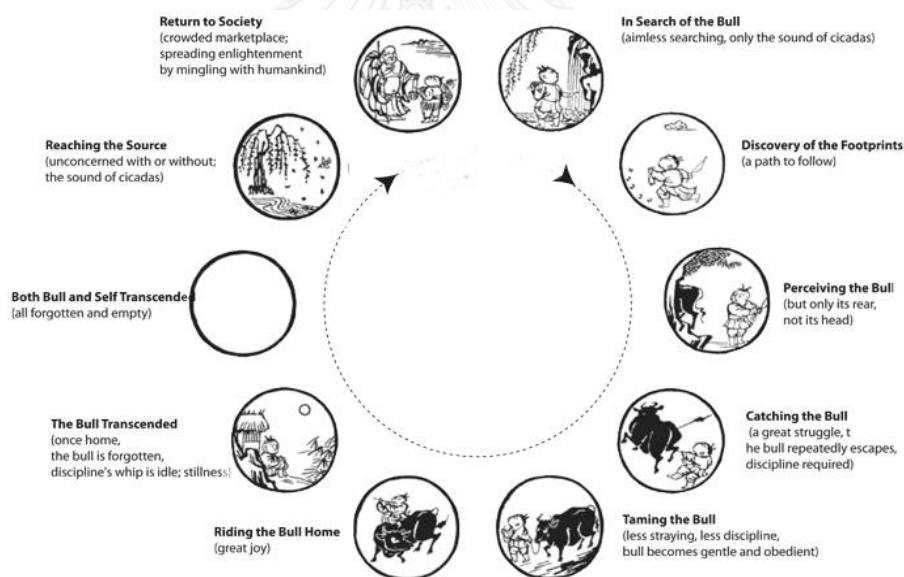 In Search of the Bull
(aimless searching, only the sound of cicadas)
Discovery of the Footprints
(a path to follow)
Perceiving the Bull
(but only its rear,
not its head)
Catching the Bull
(a great struggle, t
he bull repeatedly escapes,
discipline required)
Taming the Bull
(less straying, less discipline,
bull becomes gentle and obedient)
Riding the Bull Home
(great joy)
The Bull Transcended
(once home,
the bull is forgotten,
discipline's whip is idle; stillness)
Both Bull and Self Transcended
(all forgotten and empty)
Reaching the Source
(unconcerned with or without;
the sound of cicadas)
Return to Society
(crowded marketplace;
spreading enlightenment
by mingling with humankind)